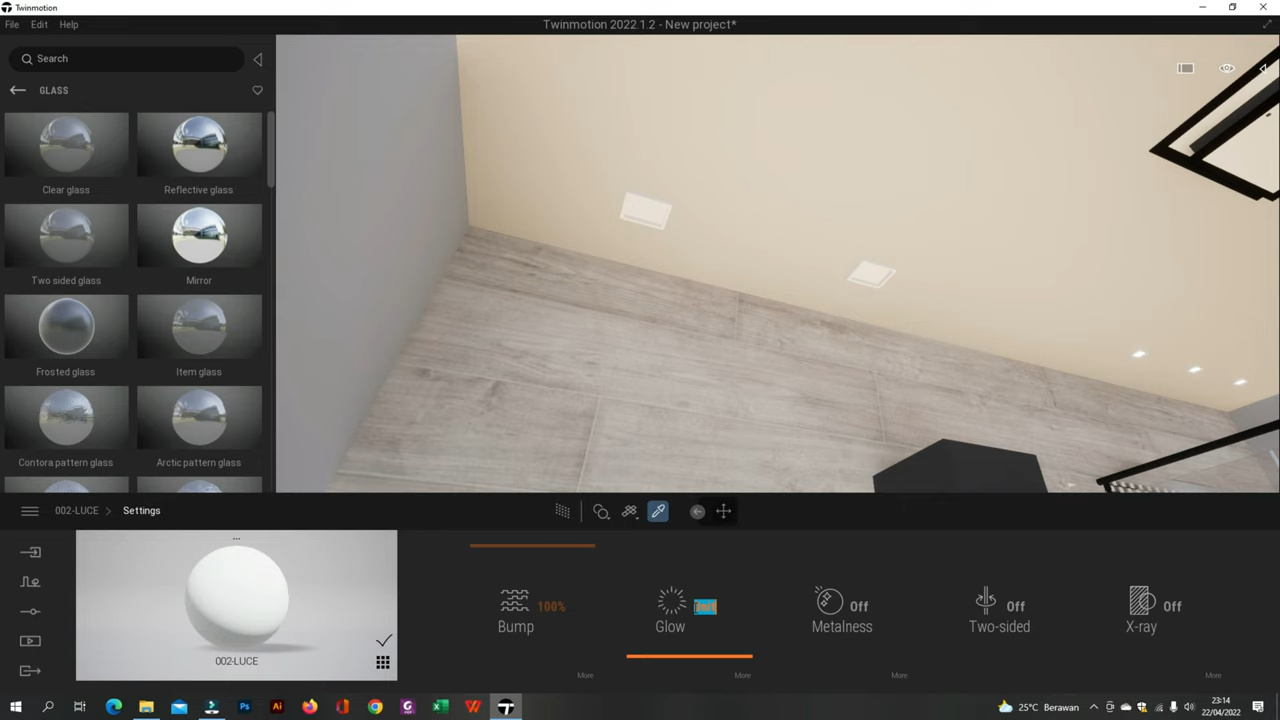 Twinmotion
File Edit Help
Twinmotion 2022.1.2 - New project*
Search
GLASS
Clear glass
Reflective glass
Two sided glass
Mirror
Frosted glass
Item glass
Contora pattern glass
Arctic pattern glass
002-LUCE > Settings
...
002-LUCE
Bump
100%
More
Glow
More
Metalness
Off
More
Two-sided
Off
More
X-ray
Off
More
25°C Berawan
23:14
22/04/2022